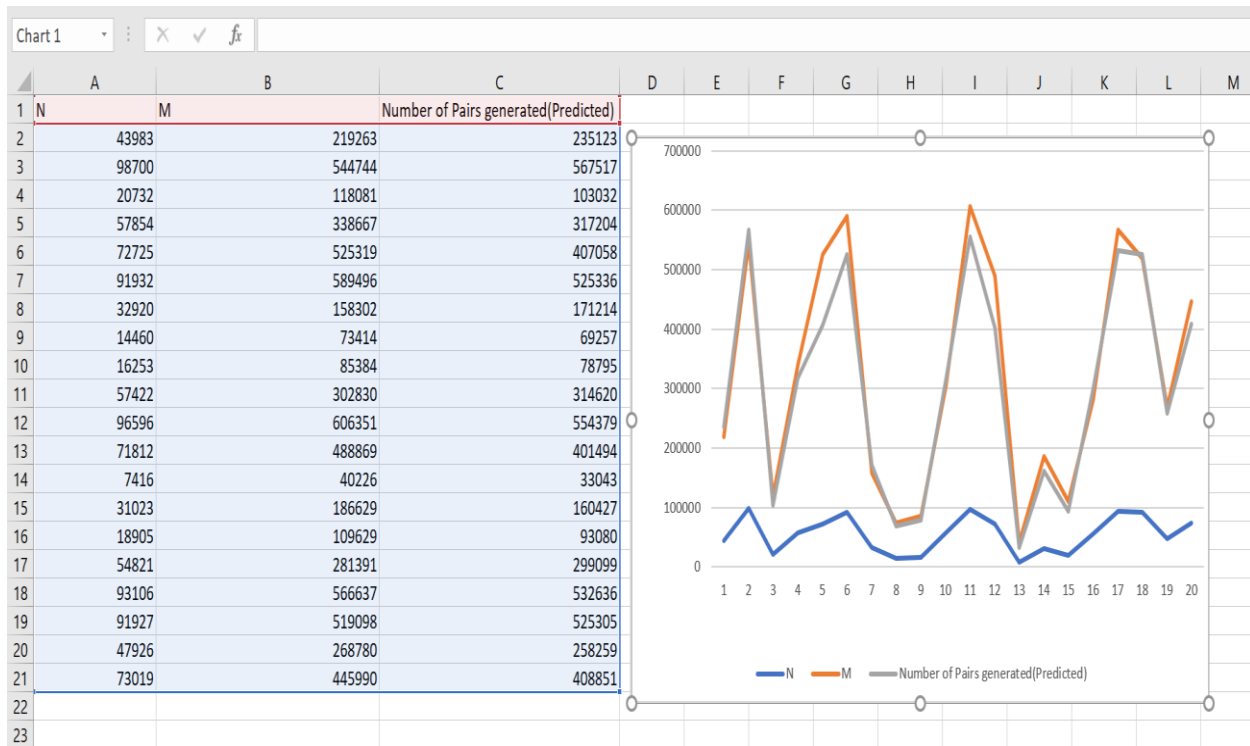 Chart 1 fx
A B C D E F G H I J K L M
1 N M Number of Pairs generated(Predicted)
2 43983 219263 235123
3 98700 544744 567517
4 20732 118081 103032
5 57854 338667 317204
6 72725 525319 407058
7 91932 589496 525336
8 32920 158302 171214
9 14460 73414 69257
10 16253 85384 78795
11 57422 302830 314620
12 96596 606351 554379
13 71812 488869 401494
14 7416 40226 33043
15 31023 186629 160427
16 18905 109629 93080
17 54821 281391 299099
18 93106 566637 532636
19 91927 519098 525305
20 47926 268780 258259
21 73019 445990 408851
22
23
700000
600000
500000
400000
300000
200000
100000
0
1 2 3 4 5 6 7 8 9 10 11 12 13 14 15 16 17 18 19 20
N M Number of Pairs generated(Predicted)